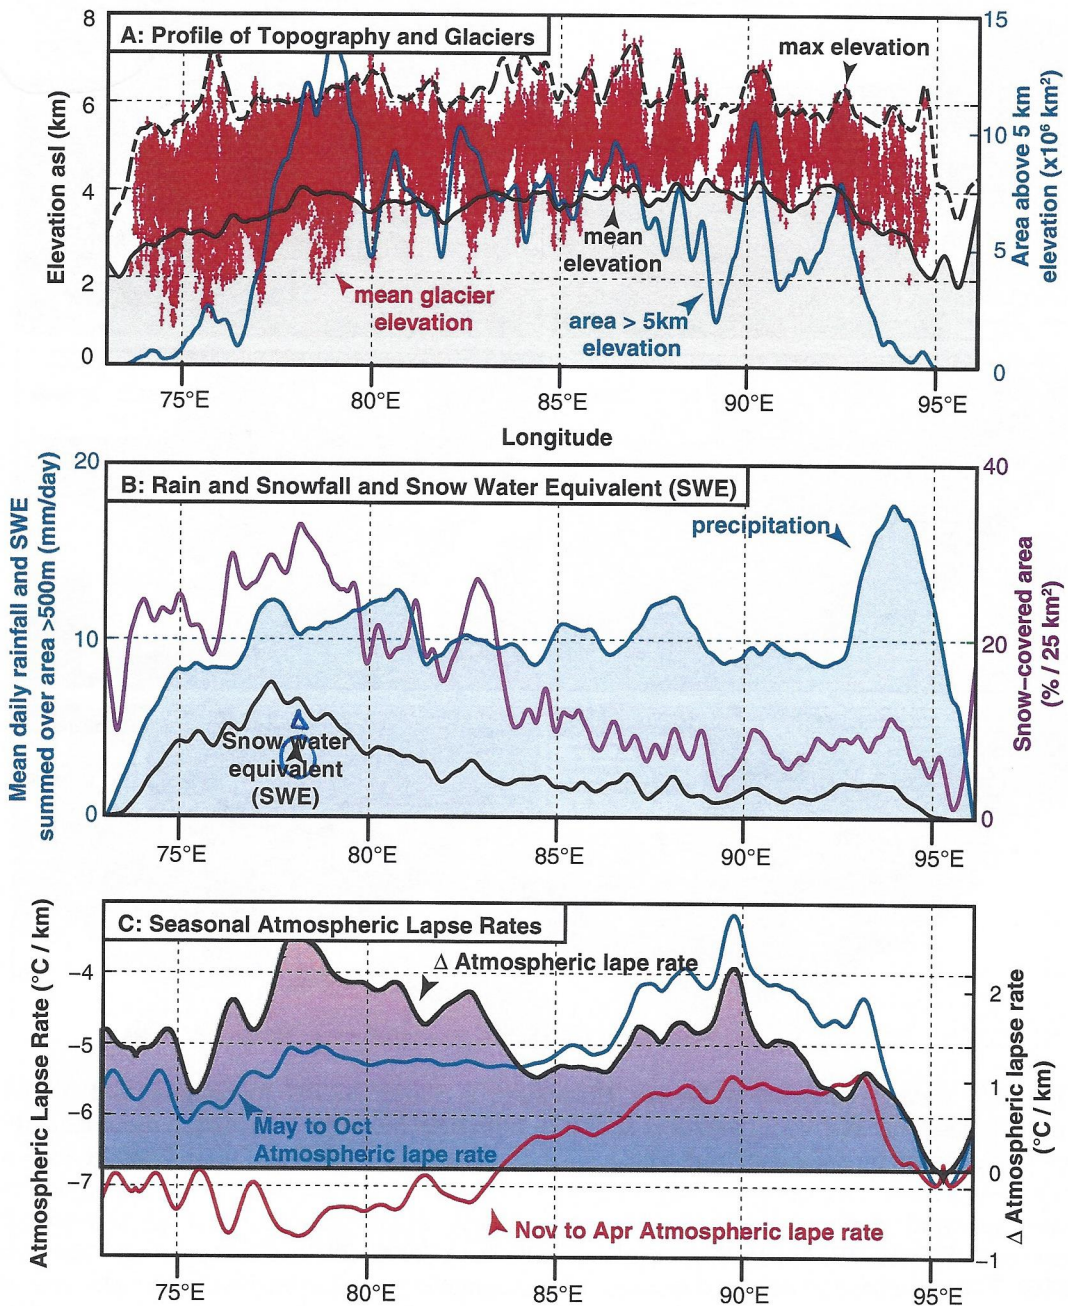 A: Profile of Topography and Glaciers
8
6
4
2
0
Elevation asl (km)
15
10
5
0
Area above 5 km
elevation (x10⁶ km²)
max elevation
mean
elevation
mean glacier
elevation
area > 5km
elevation
75°E
80°E
85°E
90°E
95°E
Longitude
B: Rain and Snowfall and Snow Water Equivalent (SWE)
20
10
0
Mean daily rainfall and SWE
summed over area >500m (mm/day)
40
20
0
Snow–covered area
(% / 25 km²)
precipitation
Snow water
equivalent
(SWE)
75°E
80°E
85°E
90°E
95°E
C: Seasonal Atmospheric Lapse Rates
–4
–5
–6
–7
Atmospheric Lapse Rate (°C / km)
2
1
0
–1
Δ Atmospheric lapse rate
(°C / km)
Δ Atmospheric lape rate
May to Oct
Atmospheric lape rate
Nov to Apr Atmospheric lape rate
75°E
80°E
85°E
90°E
95°E